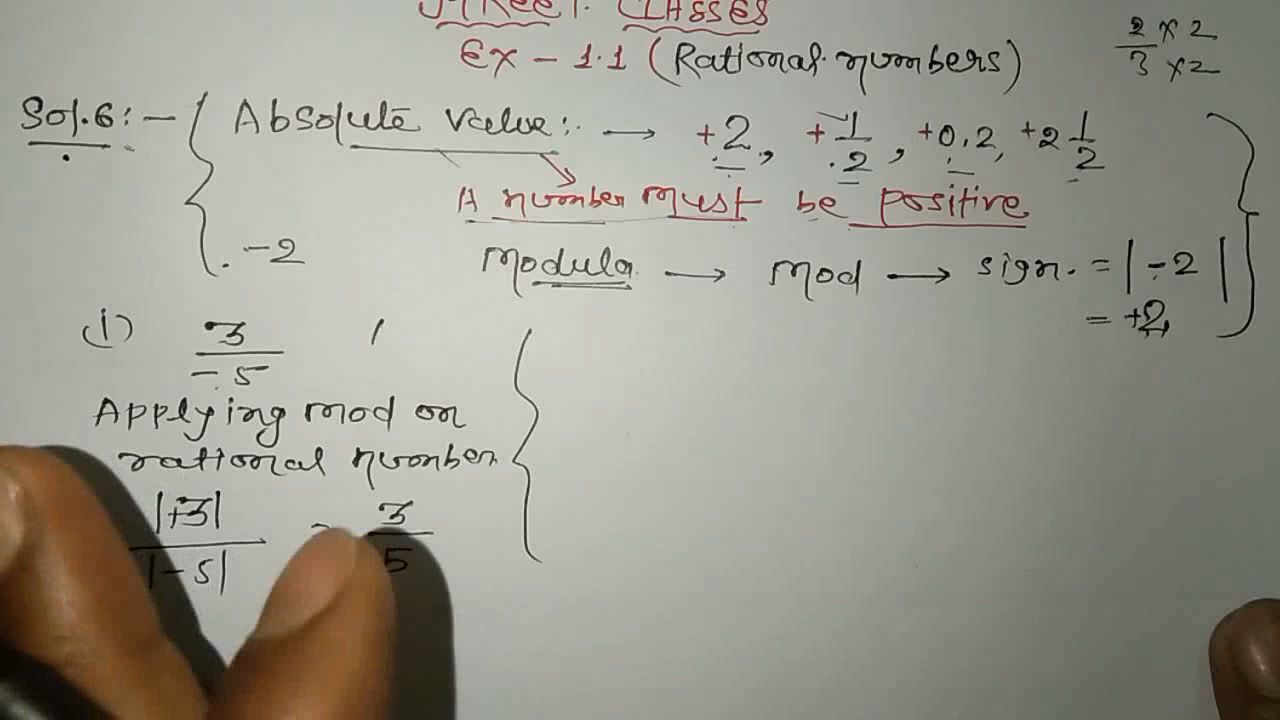 CLASSES
Ex - 1.1 (Rational numbers)
2 x 2
3 x 2
Sol.6:- Absolute value:. → +2, +1/2, +0.2, +2 1/2
A number must be positive
.-2 Modula → Mod → sign. = |-2|
= +2
(1) 3/-5
Applying mod on
rational number
|+3|/|-5| = 3/5